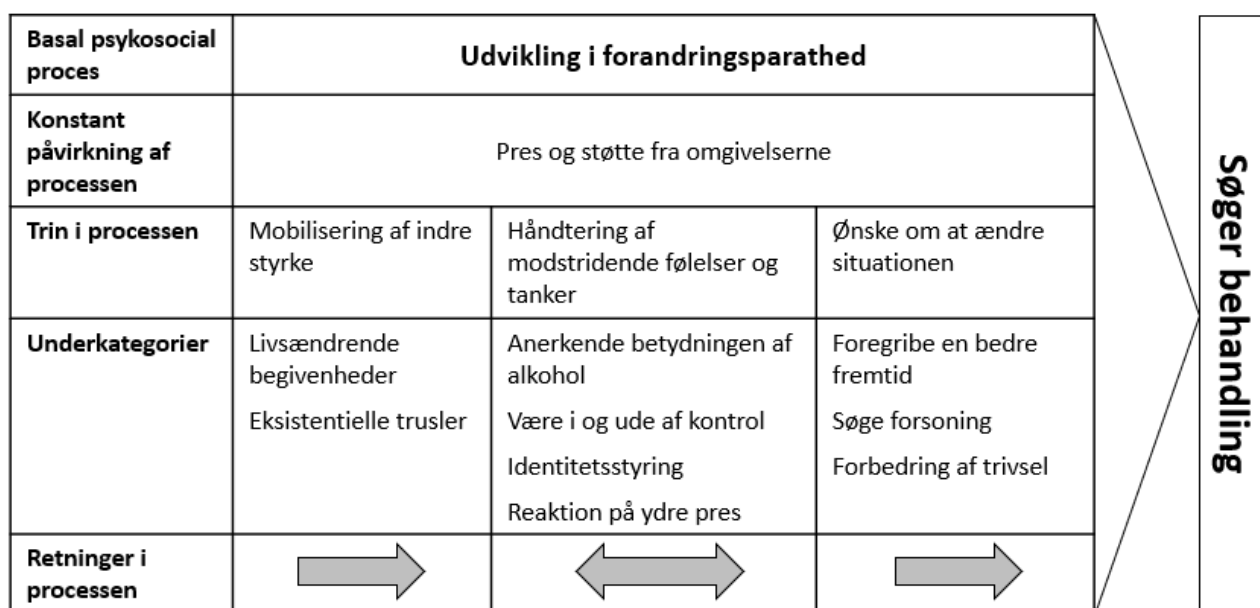 Basal psykosocial
proces
Udvikling i forandringsparathed
Konstant
påvirkning af
processen
Pres og støtte fra omgivelserne
Trin i processen
Mobilisering af indre
styrke
Håndtering af
modstridende følelser og
tanker
Ønske om at ændre
situationen
Underkategorier
Livsændrende
begivenheder
Eksistentielle trusler
Anerkende betydningen af
alkohol
Være i og ude af kontrol
Identitetsstyring
Reaktion på ydre pres
Foregribe en bedre
fremtid
Søge forsoning
Forbedring af trivsel
Retninger i
processen
Søger behandling